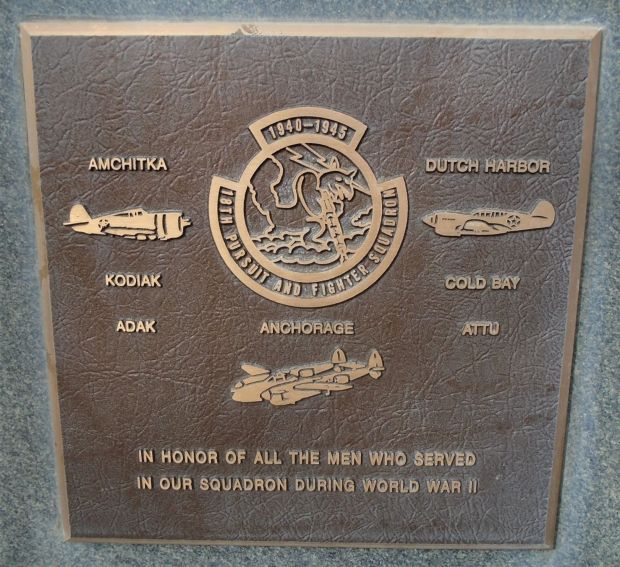 1940-1945
18TH PURSUIT AND FIGHTER SQUADRON
AMCHITKA
DUTCH HARBOR
KODIAK
COLD BAY
ADAK
ANCHORAGE
ATTU
IN HONOR OF ALL THE MEN WHO SERVED
IN OUR SQUADRON DURING WORLD WAR II